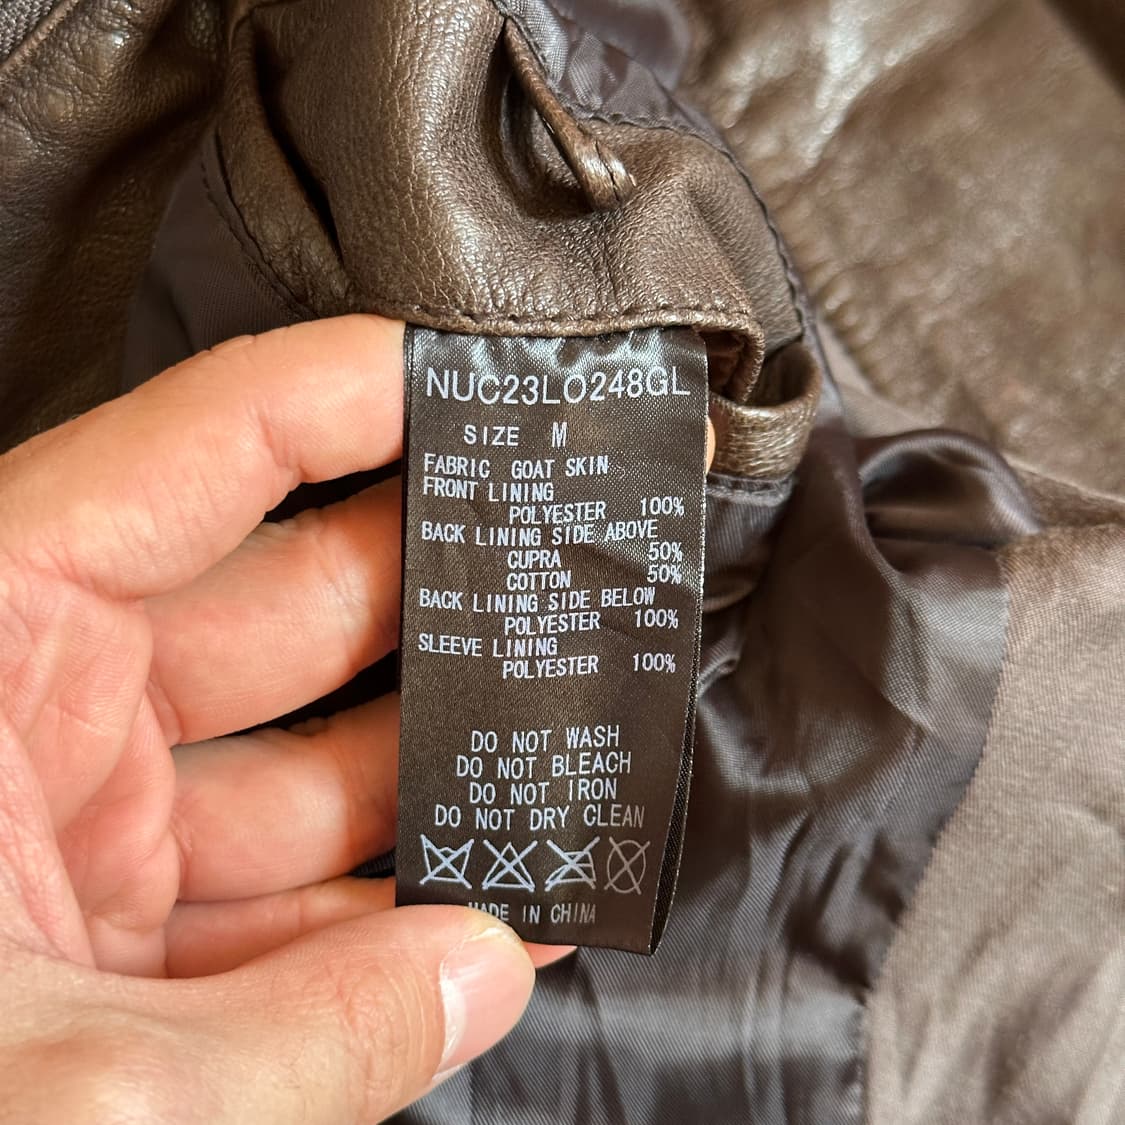 NUC23LO248GL
SIZE M
FABRIC GOAT SKIN
FRONT LINING
POLYESTER 100%
BACK LINING SIDE ABOVE
CUPRA 50%
COTTON 50%
BACK LINING SIDE BELOW
POLYESTER 100%
SLEEVE LINING
POLYESTER 100%
DO NOT WASH
DO NOT BLEACH
DO NOT IRON
DO NOT DRY CLEAN
MADE IN CHINA